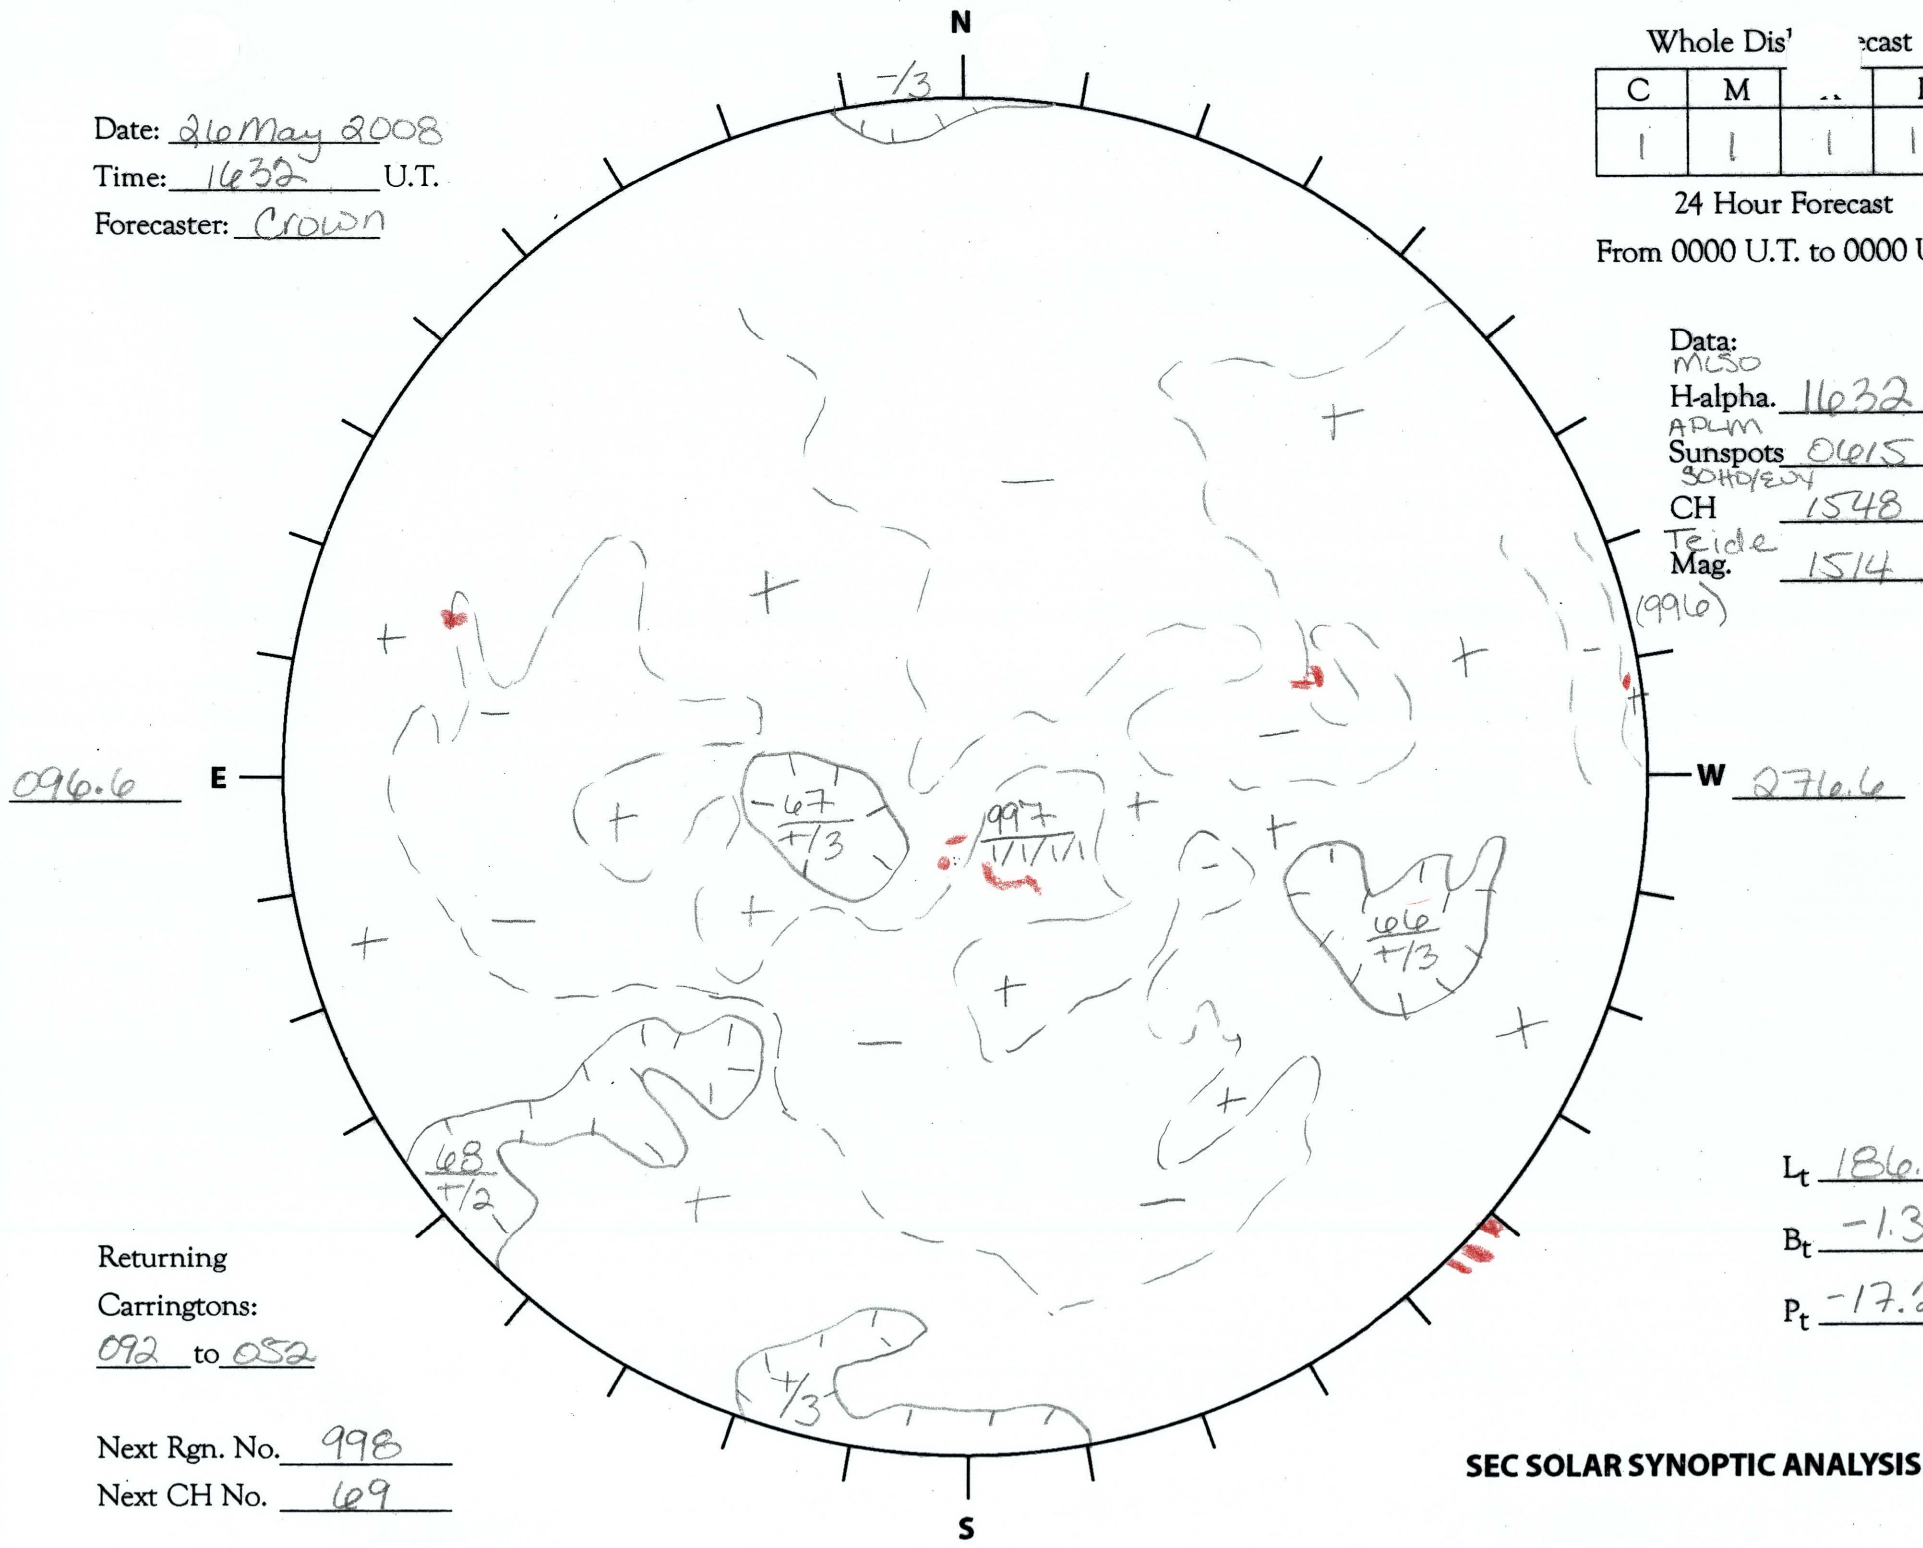 N
-/3
Date: 26 May 2008
Time: 1632 U.T.
Forecaster: Crown
Whole Dis
ecast
C M
1 1 1 1
24 Hour Forecast
From 0000 U.T. to 0000 U
Data:
MLSO
H-alpha. 1632
Sunspots 0615
CH 1548
Teide
Mag. 1514
(996)
+
-
+
+
+
-
-
-
+
096.6 E
W 276.6
+
67
+/3
997
1/1/1/1
+
+
-
+
-
+
66
+/3
+
+
-
+
+
68
+/2
+
-
Lt 186.
Bt -1.3
Pt -17.2
Returning
Carringtons:
092 to 052
+/3
Next Rgn. No. 998
Next CH No. 69
SEC SOLAR SYNOPTIC ANALYSIS
S